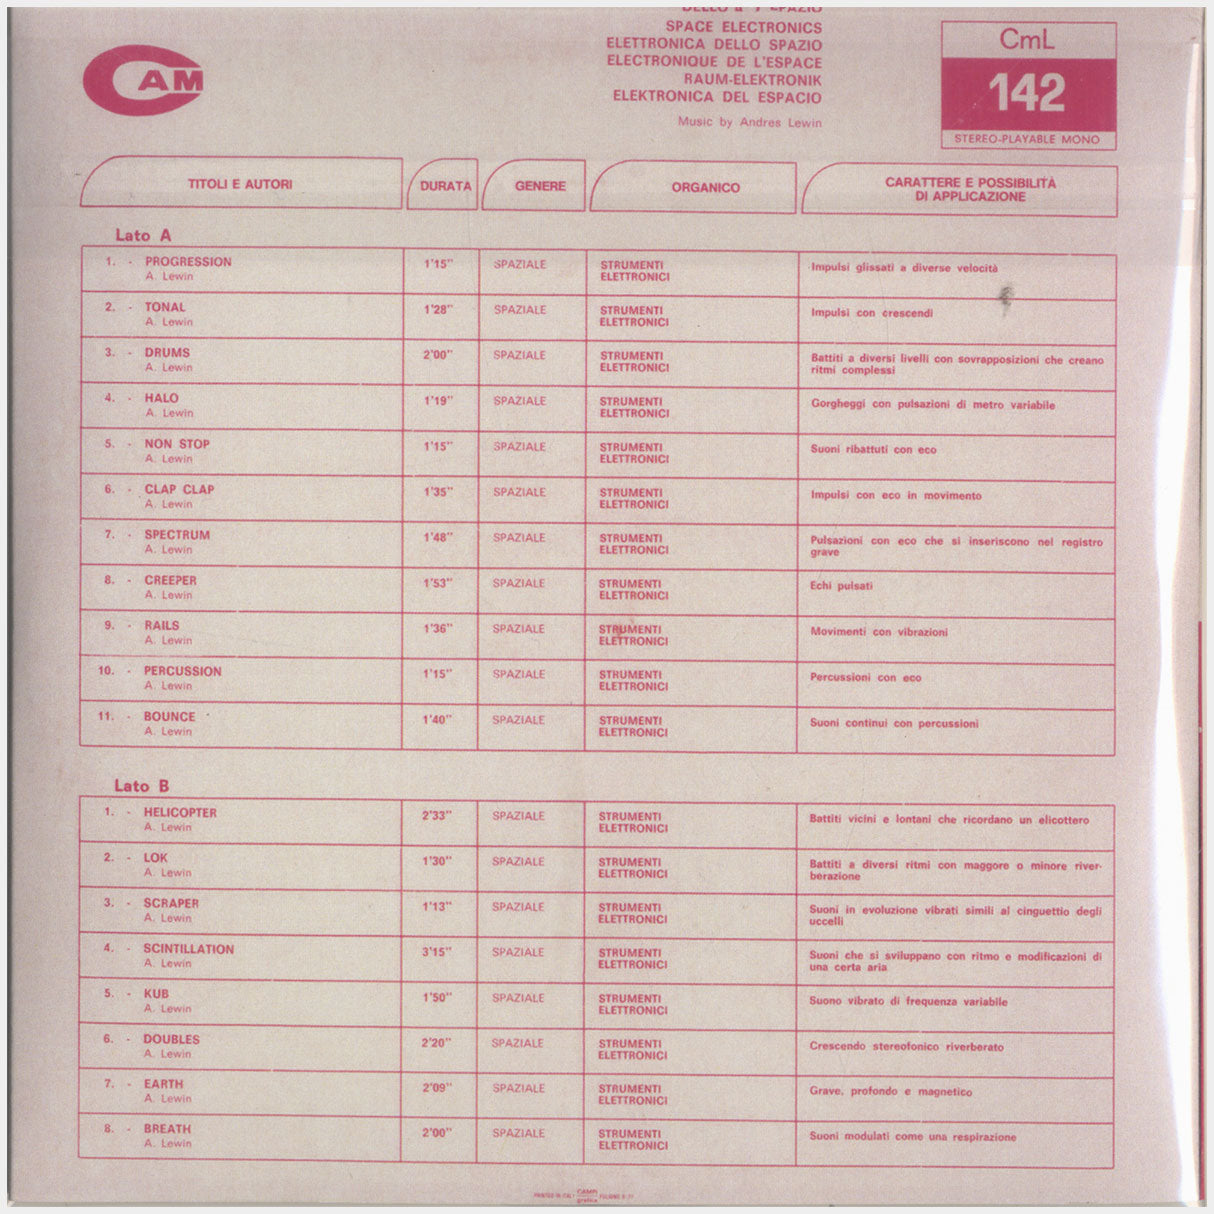 SPACE ELECTRONICS
ELETTRONICA DELLO SPAZIO
ELECTRONIQUE DE L'ESPACE
RAUM-ELEKTRONIK
ELEKTRONICA DEL ESPACIO
Music by Andres Lewin
CAM
CmL
142
STEREO-PLAYABLE MONO
TITOLI E AUTORI DURATA GENERE ORGANICO CARATTERE E POSSIBILITÀ
DI APPLICAZIONE
Lato A
1. - PROGRESSION 1'15" SPAZIALE STRUMENTI Impulsi glissati a diverse velocità
A. Lewin ELETTRONICI
2. - TONAL 1'28" SPAZIALE STRUMENTI Impulsi con crescendi
A. Lewin ELETTRONICI
3. - DRUMS 2'00" SPAZIALE STRUMENTI Battiti a diversi livelli con sovrapposizioni che creano
A. Lewin ELETTRONICI ritmi complessi
4. - HALO 1'19" SPAZIALE STRUMENTI Gorgheggi con pulsazioni di metro variabile
A. Lewin ELETTRONICI
5. - NON STOP 1'15" SPAZIALE STRUMENTI Suoni ribattuti con eco
A. Lewin ELETTRONICI
6. - CLAP CLAP 1'35" SPAZIALE STRUMENTI Impulsi con eco in movimento
A. Lewin ELETTRONICI
7. - SPECTRUM 1'48" SPAZIALE STRUMENTI Pulsazioni con eco che si inseriscono nel registro
A. Lewin ELETTRONICI grave
8. - CREEPER 1'53" SPAZIALE STRUMENTI Echi pulsati
A. Lewin ELETTRONICI
9. - RAILS 1'36" SPAZIALE STRUMENTI Movimenti con vibrazioni
A. Lewin ELETTRONICI
10. - PERCUSSION 1'15" SPAZIALE STRUMENTI Percussioni con eco
A. Lewin ELETTRONICI
11. - BOUNCE 1'40" SPAZIALE STRUMENTI Suoni continui con percussioni
A. Lewin ELETTRONICI
Lato B
1. - HELICOPTER 2'33" SPAZIALE STRUMENTI Battiti vicini e lontani che ricordano un elicottero
A. Lewin ELETTRONICI
2. - LOK 1'30" SPAZIALE STRUMENTI Battiti a diversi ritmi con maggore o minore river-
A. Lewin ELETTRONICI berazione
3. - SCRAPER 1'13" SPAZIALE STRUMENTI Suoni in evoluzione vibrati simili al cinguettio degli
A. Lewin ELETTRONICI uccelli
4. - SCINTILLATION 3'15" SPAZIALE STRUMENTI Suoni che si sviluppano con ritmo e modificazioni di
A. Lewin ELETTRONICI una certa aria
5. - KUB 1'50" SPAZIALE STRUMENTI Suono vibrato di frequenza variabile
A. Lewin ELETTRONICI
6. - DOUBLES 2'20" SPAZIALE STRUMENTI Crescendo stereofonico riverberato
A. Lewin ELETTRONICI
7. - EARTH 2'09" SPAZIALE STRUMENTI Grave, profondo e magnetico
A. Lewin ELETTRONICI
8. - BREATH 2'00" SPAZIALE STRUMENTI Suoni modulati come una respirazione
A. Lewin ELETTRONICI
PRINTED IN ITALY CAMPI grafica